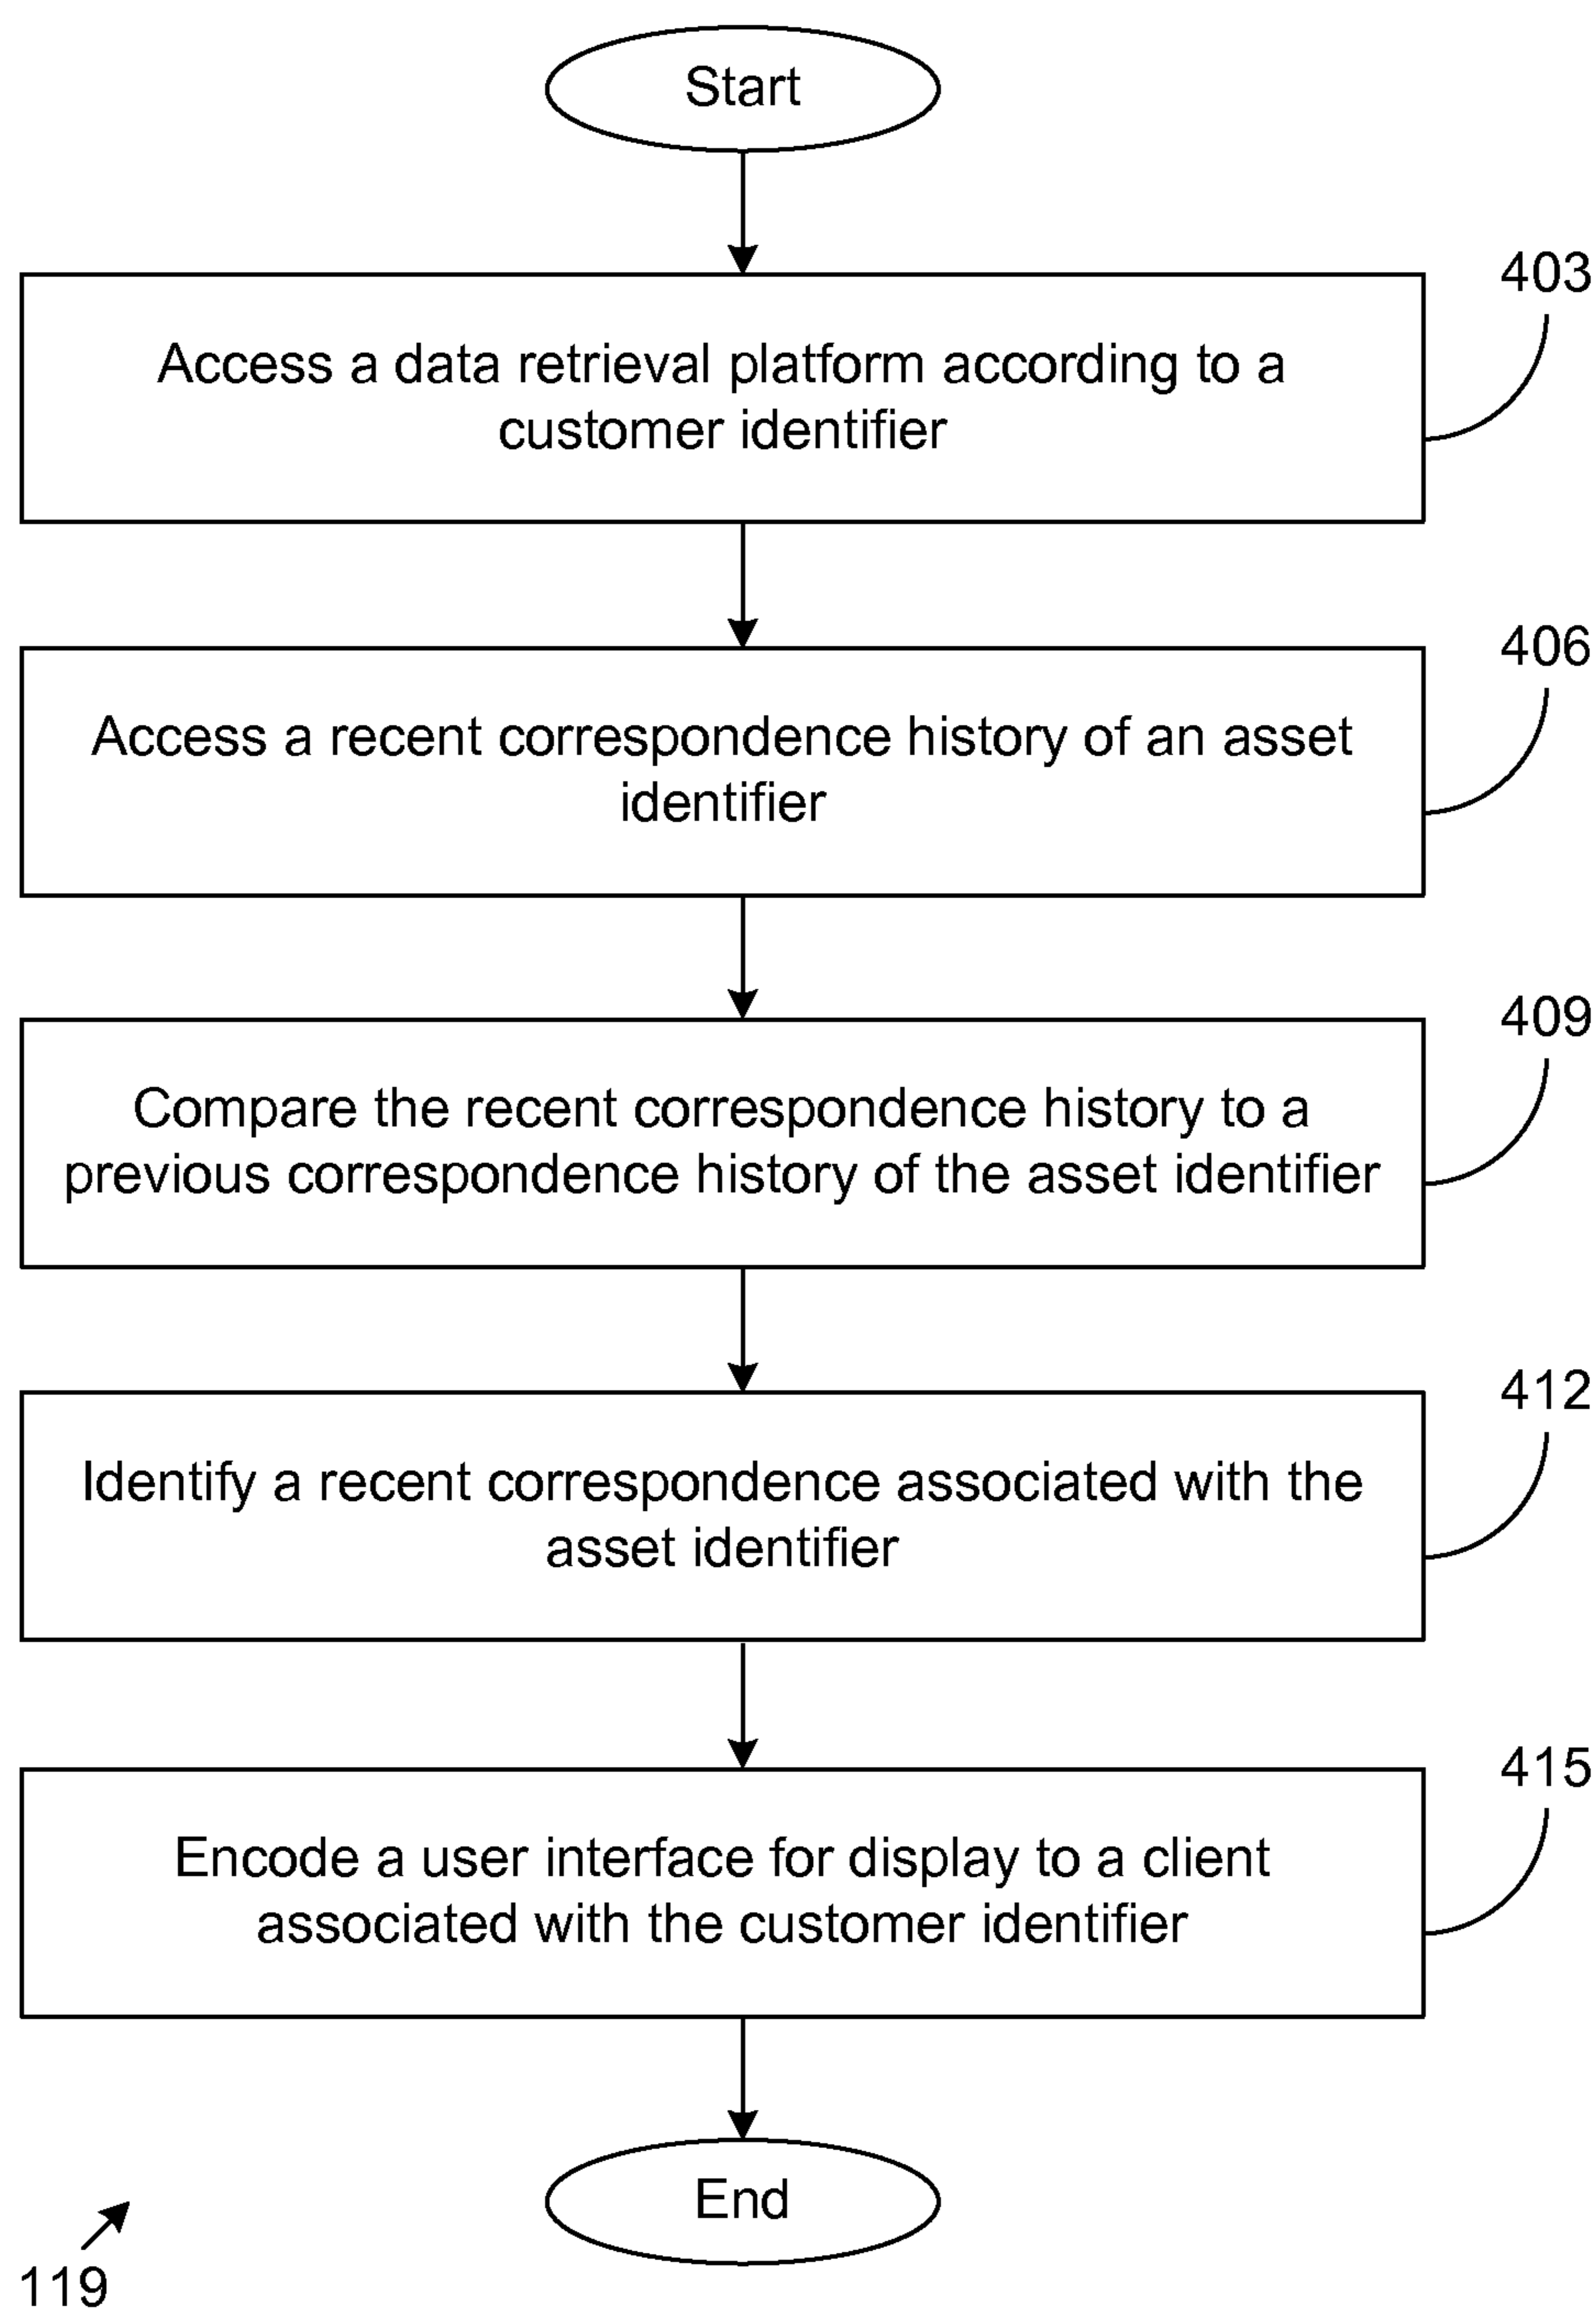 Start
403
Access a data retrieval platform according to a
customer identifier
406
Access a recent correspondence history of an asset
identifier
409
Compare the recent correspondence history to a
previous correspondence history of the asset identifier
412
Identify a recent correspondence associated with the
asset identifier
415
Encode a user interface for display to a client
associated with the customer identifier
End
119